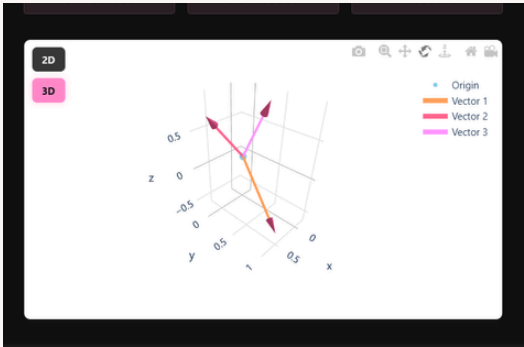 2D
3D
Origin
Vector 1
Vector 2
Vector 3
0.5
z
0
−0.5
0
y
0.5
1
0
0.5
x